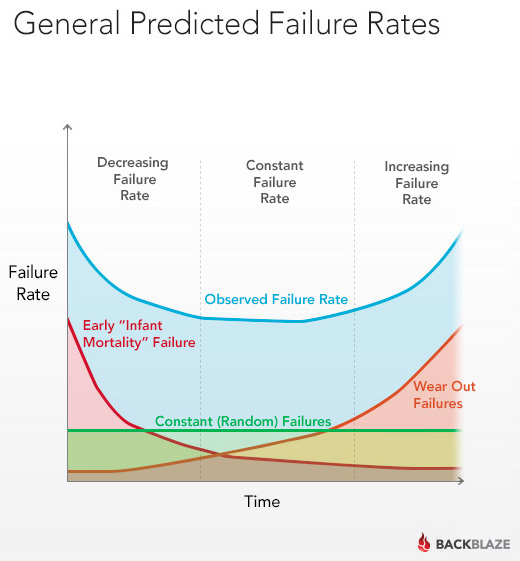 General Predicted Failure Rates
Decreasing
Failure
Rate
Constant
Failure
Rate
Increasing
Failure
Rate
Failure
Rate
Observed Failure Rate
Early "Infant
Mortality" Failure
Wear Out
Failures
Constant (Random) Failures
Time
BACKBLAZE